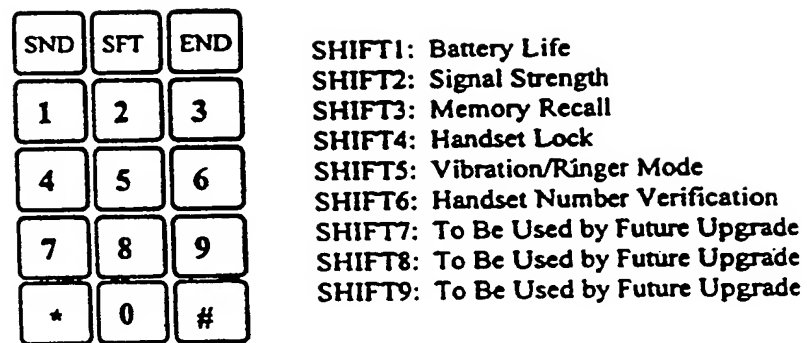 SND SFT END
1 2 3
4 5 6
7 8 9
* 0 #
SHIFT1: Battery Life
SHIFT2: Signal Strength
SHIFT3: Memory Recall
SHIFT4: Handset Lock
SHIFT5: Vibration/Ringer Mode
SHIFT6: Handset Number Verification
SHIFT7: To Be Used by Future Upgrade
SHIFT8: To Be Used by Future Upgrade
SHIFT9: To Be Used by Future Upgrade